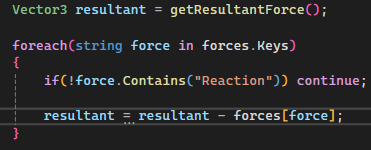 Vector3 resultant = getResultantForce();
foreach(string force in forces.Keys)
{
if(!force.Contains("Reaction")) continue;
resultant = resultant - forces[force];
}